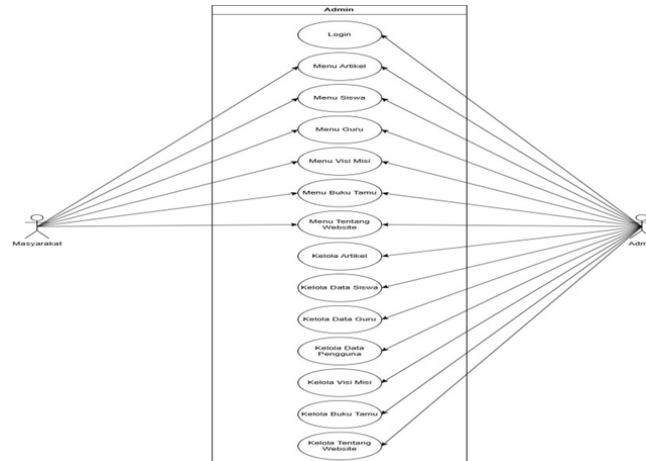 Admin
Login
Menu Artikel
Menu Siswa
Menu Guru
Menu Visi Misi
Menu Buku Tamu
Menu Tentang
Website
Masyarakat
Kelola Artikel
Kelola Data Siswa
Kelola Data Guru
Kelola Data
Pengguna
Kelola Visi Misi
Kelola Buku Tamu
Kelola Tentang
Website